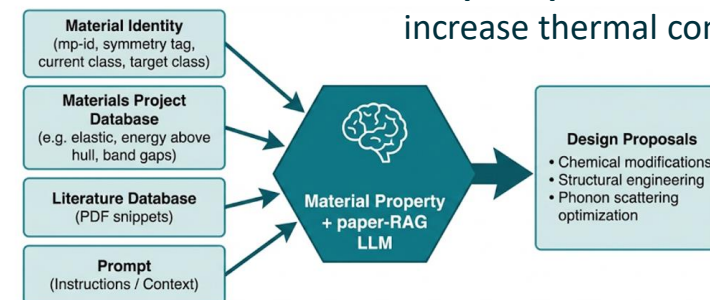 increase thermal
Material Identity
(mp-id, symmetry tag,
current class, target class)
Materials Project
Database
(e.g. elastic, energy above
hull, band gaps)
Literature Database
(PDF snippets)
Prompt
(Instructions / Context)
Material Property
+ paper-RAG
LLM
Design Proposals
• Chemical modifications
• Structural engineering
• Phonon scattering
optimization